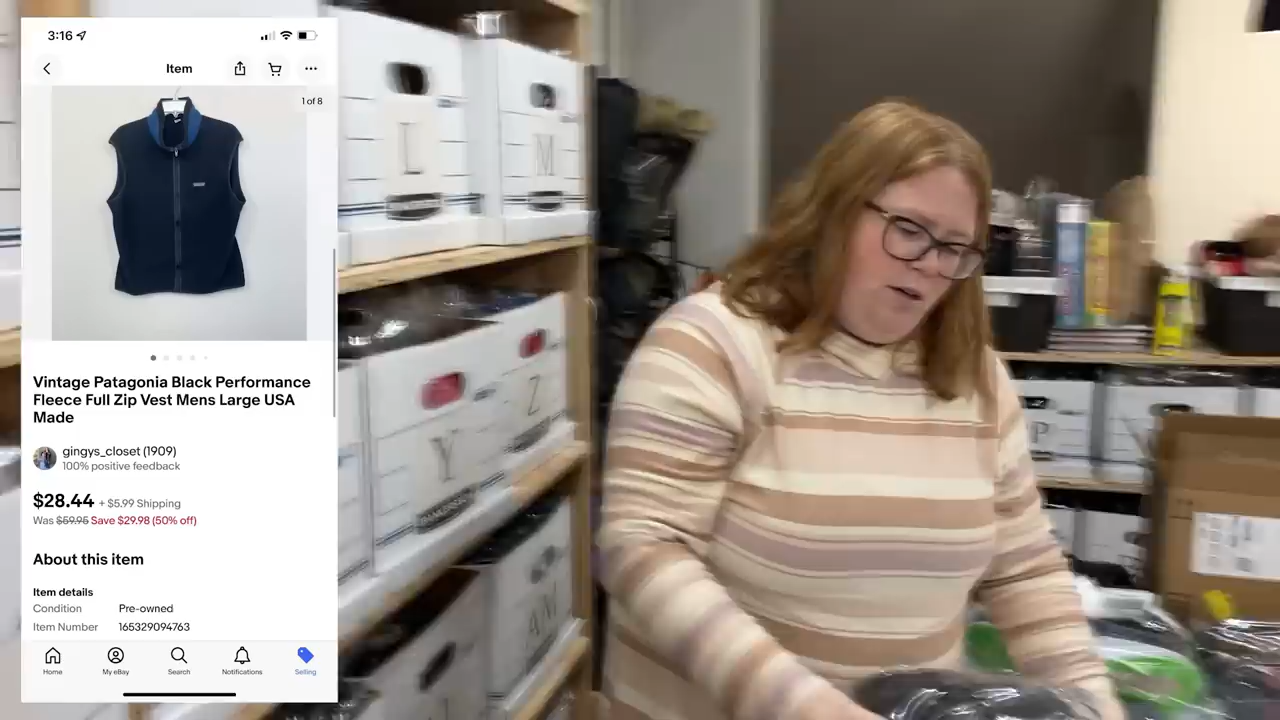 3:16
Item
1 of 8
Vintage Patagonia Black Performance
Fleece Full Zip Vest Mens Large USA
Made
gingys_closet (1909)
100% positive feedback
$28.44 + $5.99 Shipping
Was $59.95 Save $29.98 (50% off)
About this item
Item details
Condition Pre-owned
Item Number 165329094763
Home
My eBay
Search
Notifications
Selling
L
M
Y
Z
P